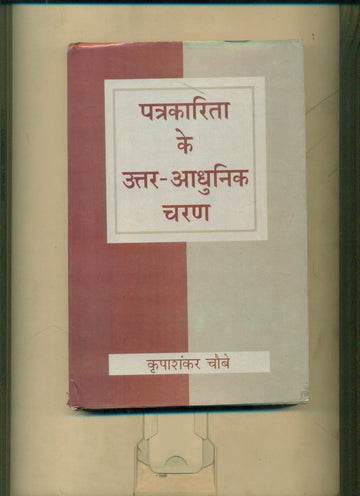 पत्रकारिता
के
उत्तर-आधुनिक
चरण
कृपाशंकर चौबे